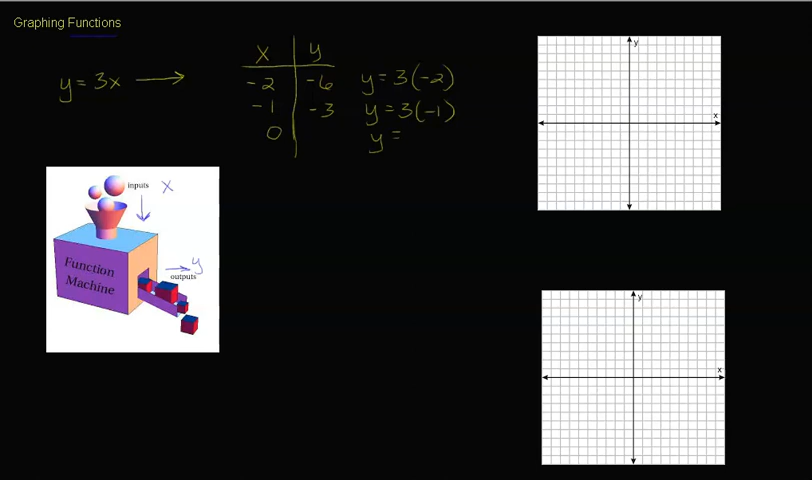 Graphing Functions
y = 3x →
x y
-2 -6 y = 3(-2)
-1 -3 y = 3(-1)
0 y =
inputs x
Function
Machine
y
outputs
y
x
y
x